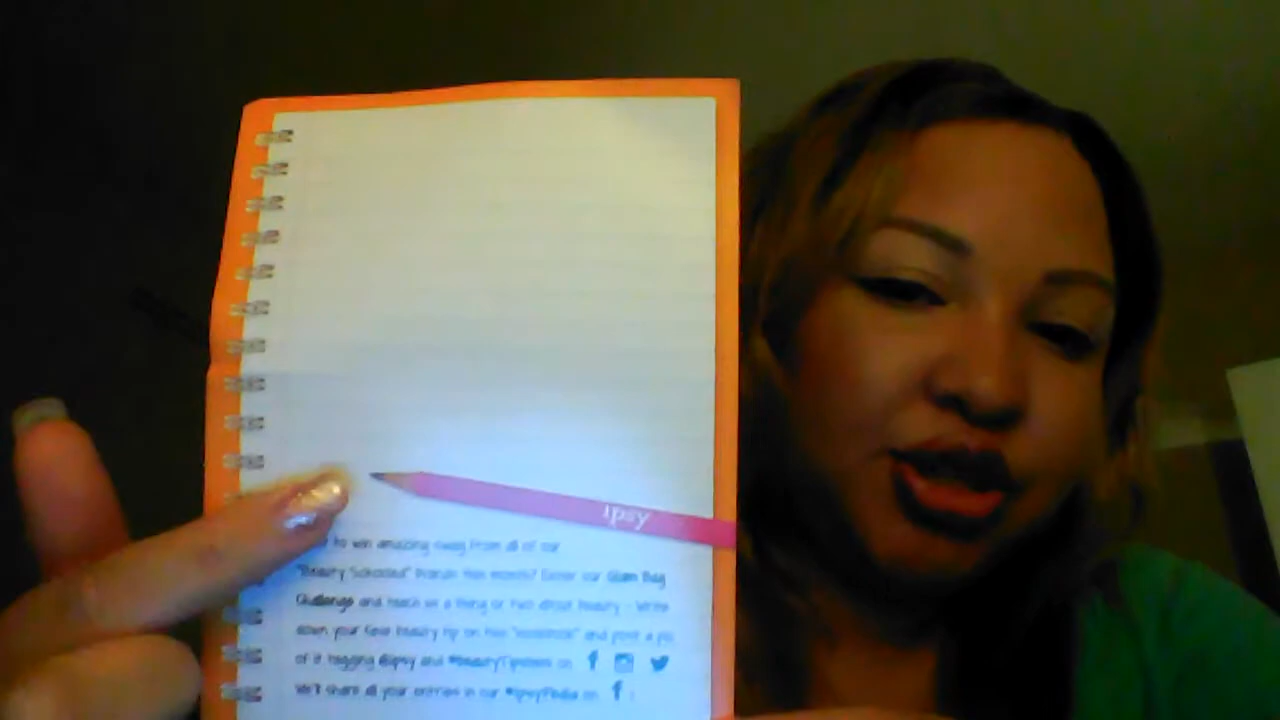 ipsy
to win amazing swag from all of our
"Beauty Schooled" brands this month? Enter our Glam Bag
Challenge and teach us a thing or two about beauty - write
down your fave beauty tip on this "notebook" and post a pic
of it tagging @ipsy and #BeautyTips on
We'll share all your entries in our on